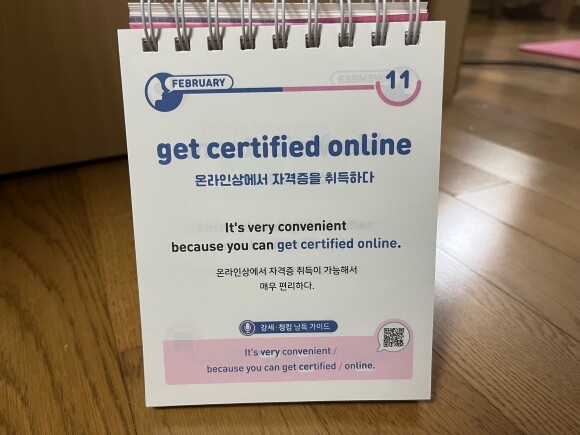 FEBRUARY
11
get certified online
온라인상에서 자격증을 취득하다
It's very convenient
because you can get certified online.
온라인상에서 자격증 취득이 가능해서
매우 편리하다.
강세·청킹 낭독 가이드
It's very convenient /
because you can get certified / online.